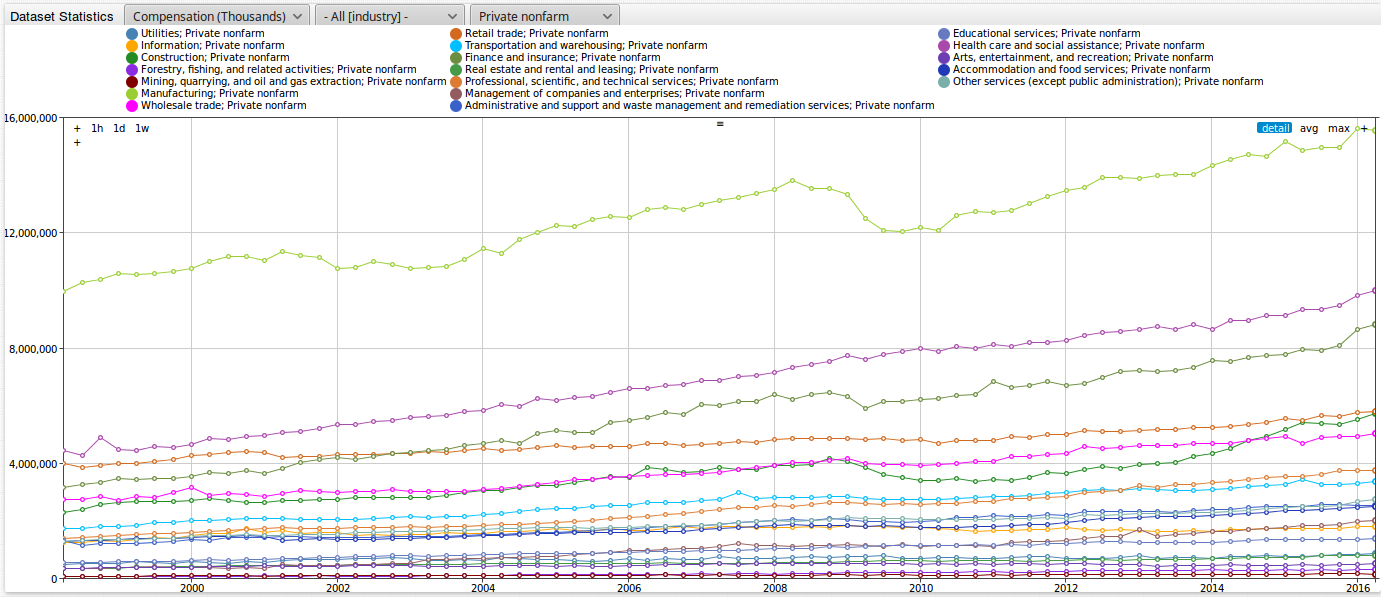 Dataset Statistics Compensation (Thousands) - All [industry] - Private nonfarm
Utilities; Private nonfarm Retail trade; Private nonfarm Educational services; Private nonfarm
Information; Private nonfarm Transportation and warehousing; Private nonfarm Health care and social assistance; Private nonfarm
Construction; Private nonfarm Finance and insurance; Private nonfarm Arts, entertainment, and recreation; Private nonfarm
Forestry, fishing, and related activities; Private nonfarm Real estate and rental and leasing; Private nonfarm Accommodation and food services; Private nonfarm
Mining, quarrying, and oil and gas extraction; Private nonfarm Professional, scientific, and technical services; Private nonfarm Other services (except public administration); Private nonfarm
Manufacturing; Private nonfarm Management of companies and enterprises; Private nonfarm
Wholesale trade; Private nonfarm Administrative and support and waste management and remediation services; Private nonfarm
16,000,000
+ 1h 1d 1w = detail avg max +
+
12,000,000
8,000,000
4,000,000
0
2000 2002 2004 2006 2008 2010 2012 2014 2016